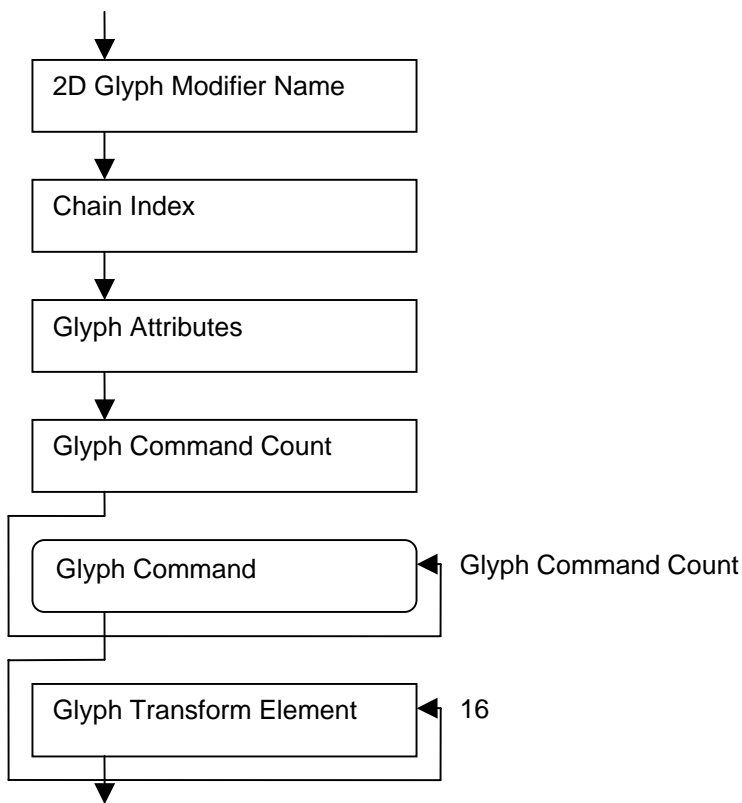 2D Glyph Modifier Name
Chain Index
Glyph Attributes
Glyph Command Count
Glyph Command
Glyph Command Count
Glyph Transform Element
16